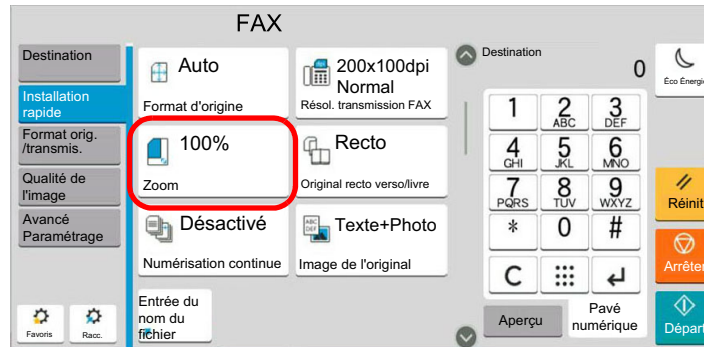 FAX
Destination
Installation
rapide
Format orig.
/transmis.
Qualité de
l'image
Avancé
Paramétrage
Favoris
Racc.
Auto
Format d'origine
200x100dpi
Normal
Résol. transmission FAX
100%
Zoom
Recto
Original recto verso/livre
Désactivé
Numérisation continue
ABC
DEF
Texte+Photo
Image de l'original
Entrée du
nom du
fichier
Destination
0
1
2
ABC
3
DEF
4
GHI
5
JKL
6
MNO
7
PQRS
8
TUV
9
WXYZ
*
0
#
C
Aperçu
Pavé
numérique
Éco Énergie
Réinit
Arrêter
Départ